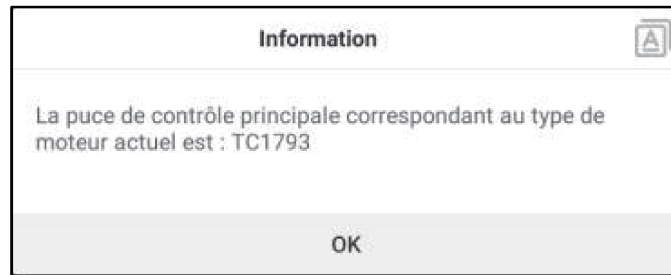 Information
A
La puce de contrôle principale correspondant au type de
moteur actuel est : TC1793
OK